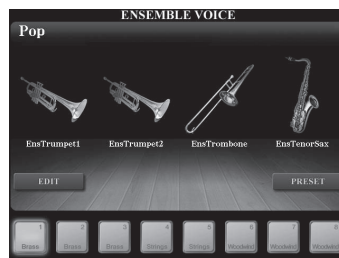 ENSEMBLE VOICE
Pop
EnsTrumpet1 EnsTrumpet2 EnsTrombone EnsTenorSax
EDIT PRESET
1 2 3 4 5 6 7 8
Brass Brass Brass Strings Strings Woodwind Woodwind Woodwind